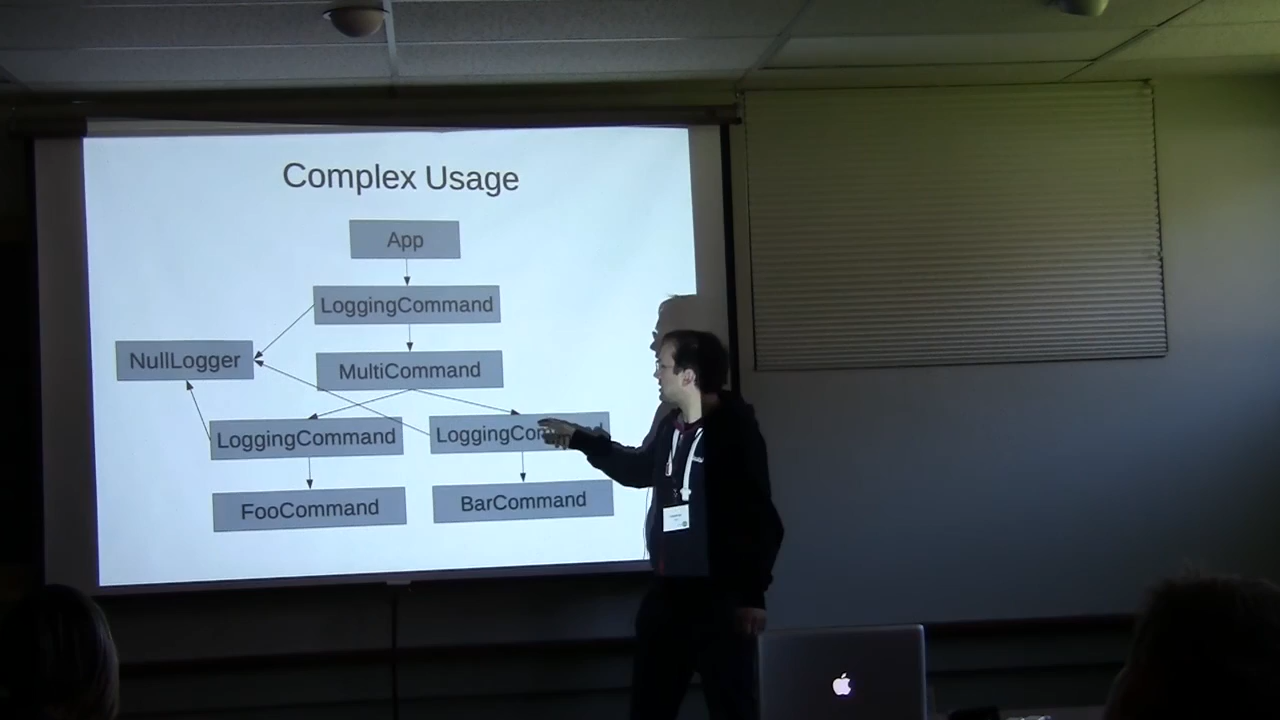 Complex Usage
App
LoggingCommand
NullLogger
MultiCommand
LoggingCommand
FooCommand
BarCommand